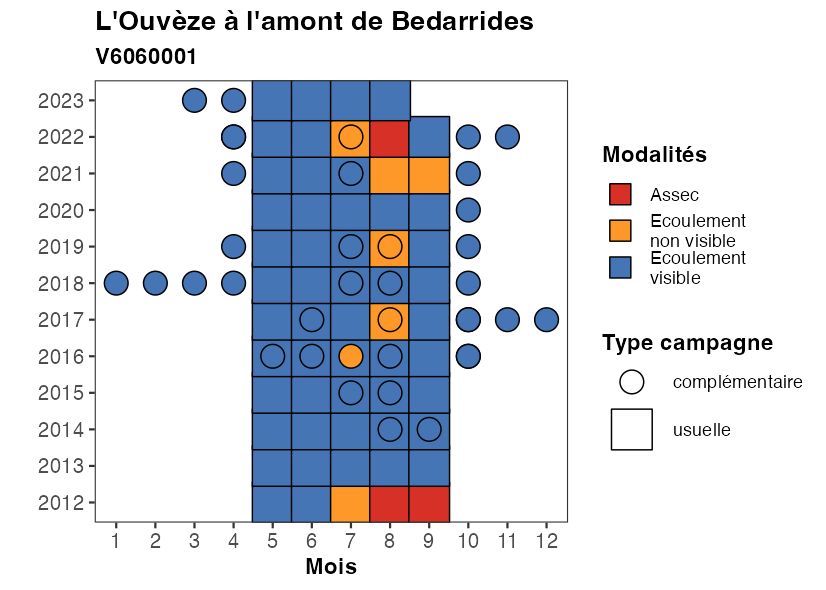 L'Ouvèze à l'amont de Bedarrides
V6060001
2023
2022
2021
2020
2019
2018
2017
2016
2015
2014
2013
2012
1 2 3 4 5 6 7 8 9 10 11 12
Mois
Modalités
Assec
Ecoulement
non visible
Ecoulement
visible
Type campagne
complémentaire
usuelle